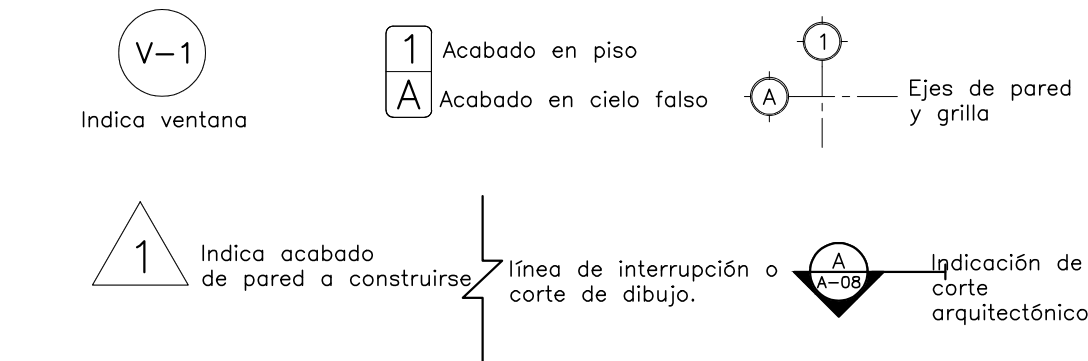 V-1
Indica ventana
1
Acabado en piso
A
Acabado en cielo falso
1
A
Ejes de pared
y grilla
1
Indica acabado
de pared a construirse
línea de interrupción o
corte de dibujo.
A
A-08
Indicación de
corte
arquitectónico